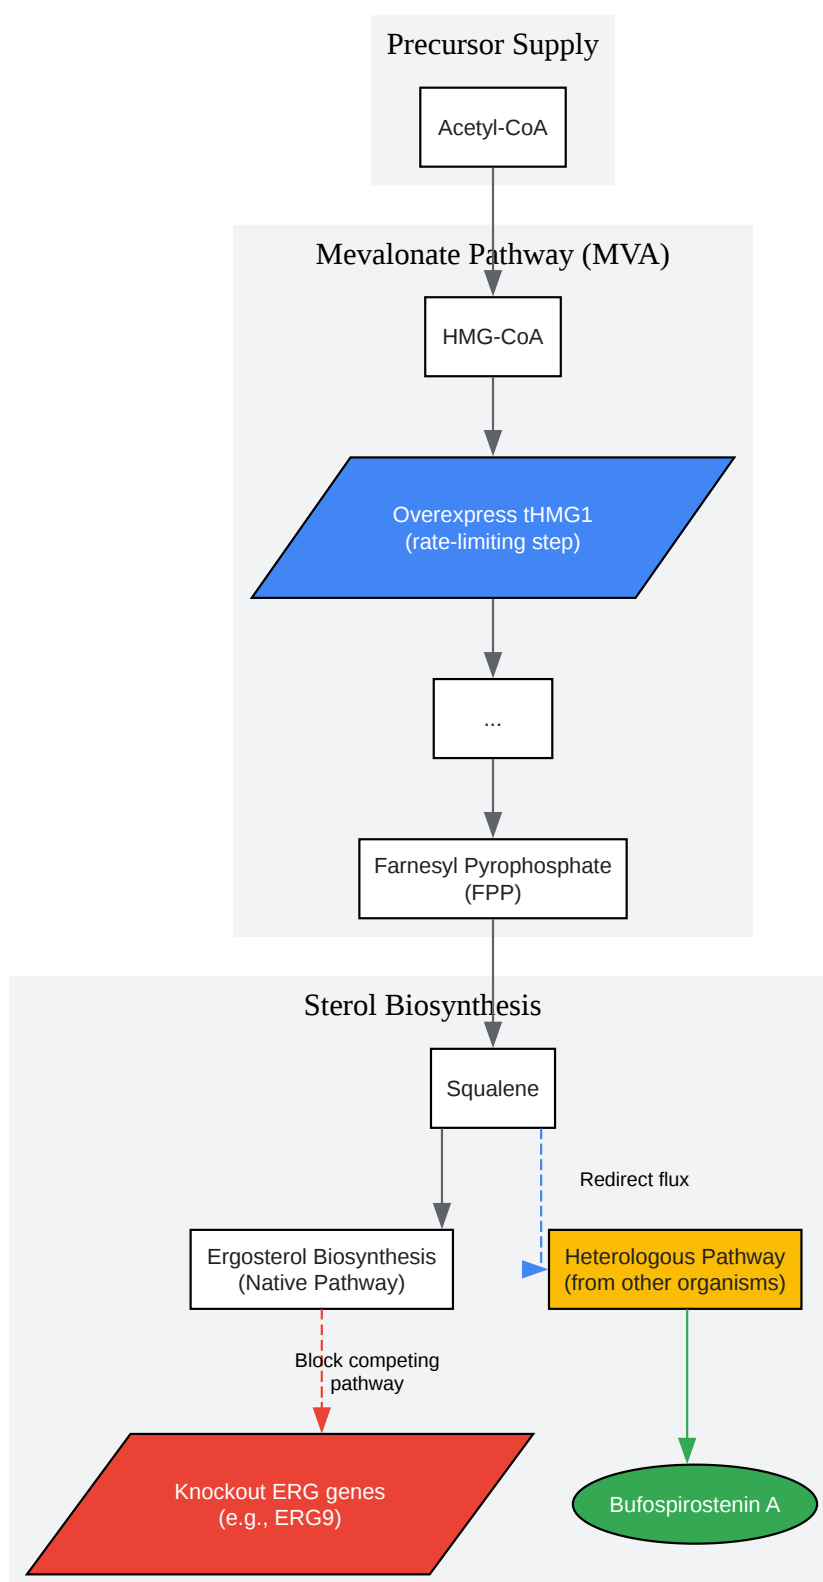 Precursor Supply
Acetyl-CoA
Mevalonate Pathway (MVA)
HMG-CoA
Overexpress tHMG1
(rate-limiting step)
...
Farnesyl Pyrophosphate
(FPP)
Sterol Biosynthesis
Squalene
Redirect flux
Ergosterol Biosynthesis
(Native Pathway)
Heterologous Pathway
(from other organisms)
Block competing
pathway
Knockout ERG genes
(e.g., ERG9)
Bufospirostenin A